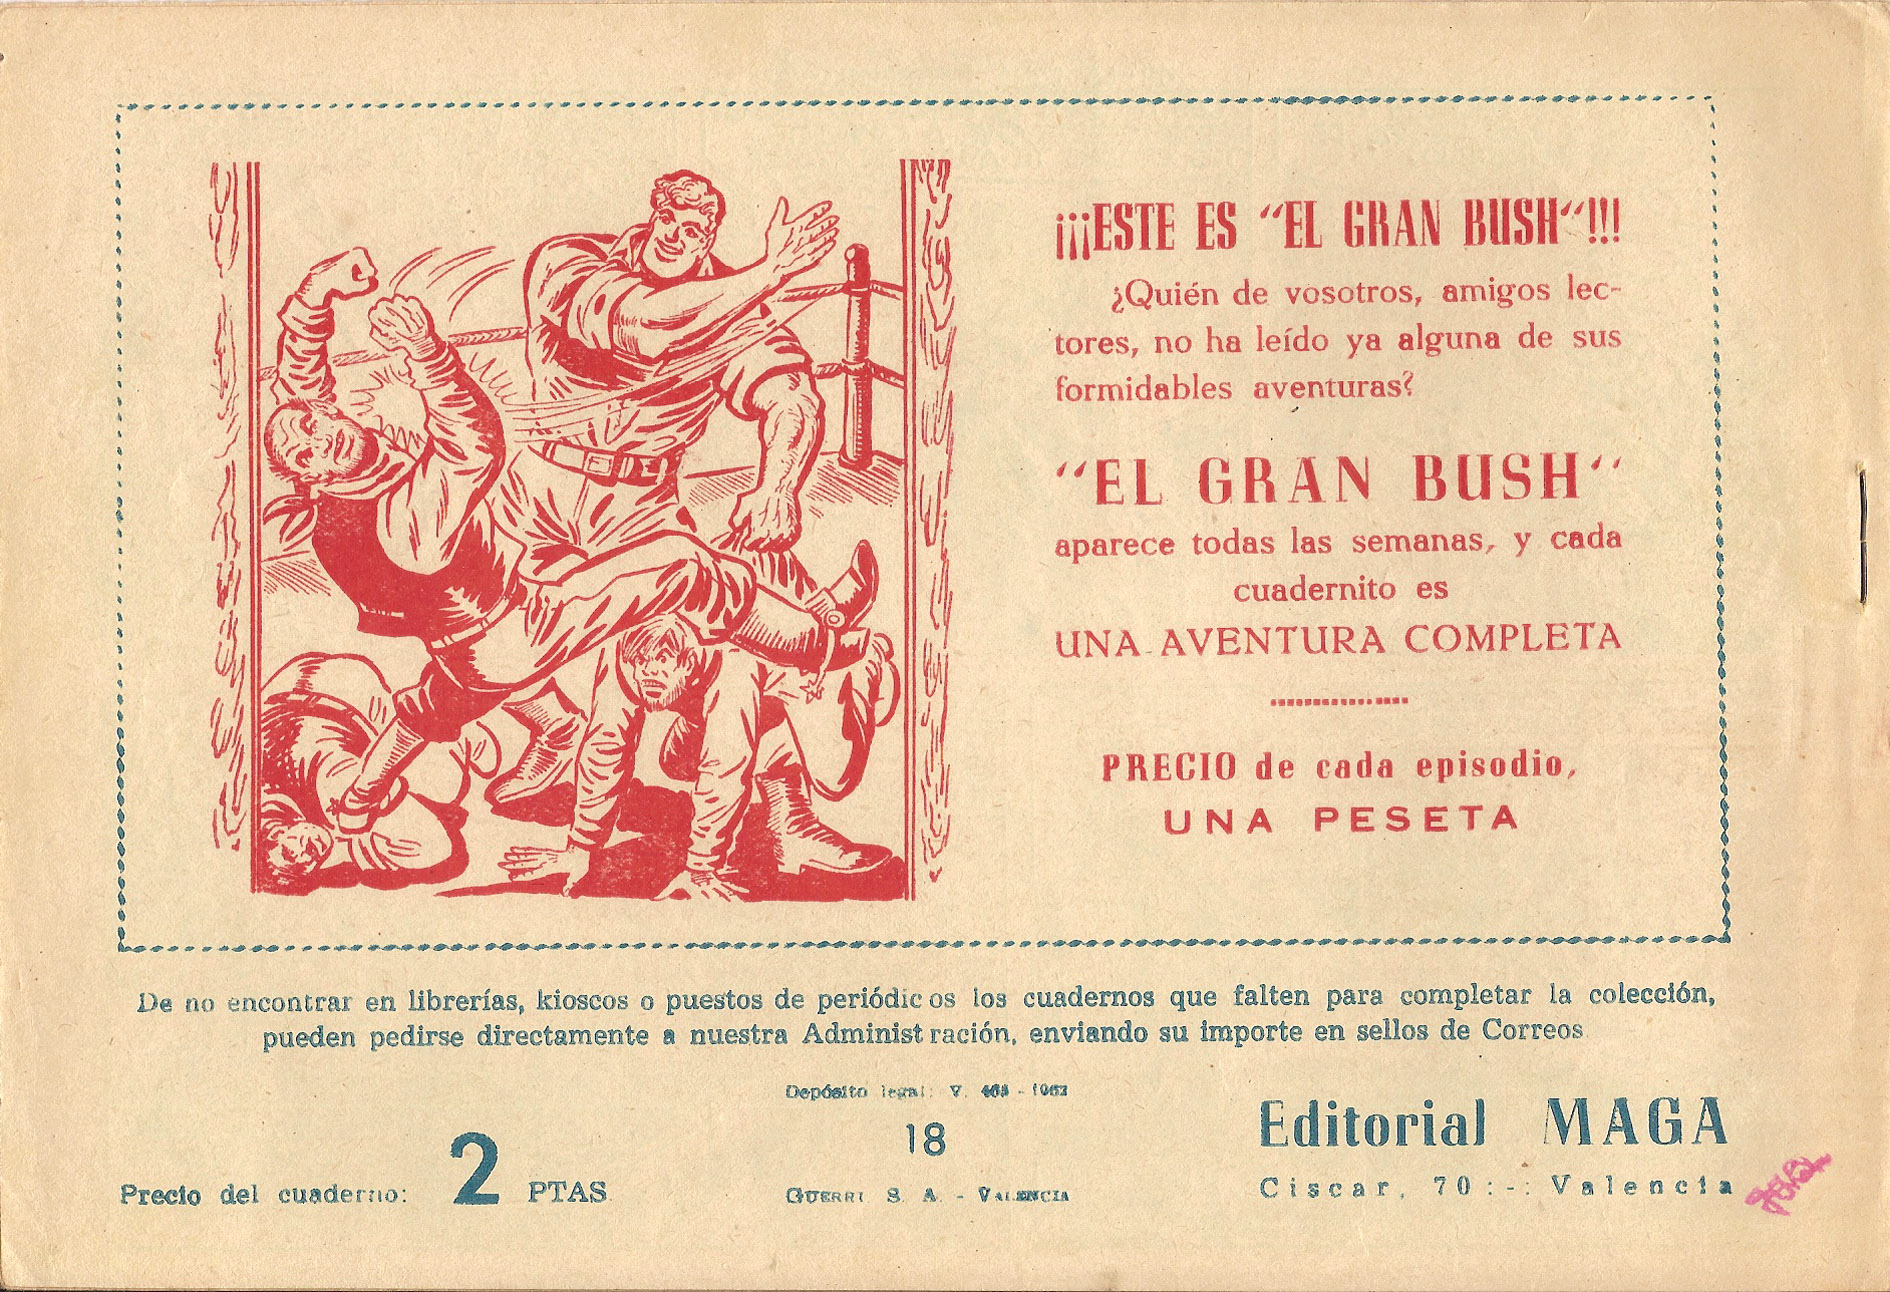 ¡¡¡ESTE ES “EL GRAN BUSH“!!!
¿Quién de vosotros, amigos lec-
tores, no ha leído ya alguna de sus
formidables aventuras?
“EL GRAN BUSH“
aparece todas las semanas, y cada
cuadernito es
UNA AVENTURA COMPLETA
PRECIO de cada episodio,
UNA PESETA
De no encontrar en librerías, kioscos o puestos de periódicos los cuadernos que falten para completar la colección,
pueden pedirse directamente a nuestra Administración, enviando su importe en sellos de Correos
Depósito legal: V. - 1962
18
Editorial MAGA
Precio del cuaderno: 2 PTAS
GUERRI S. A. - VALENCIA
Ciscar, 70 :-: Valencia